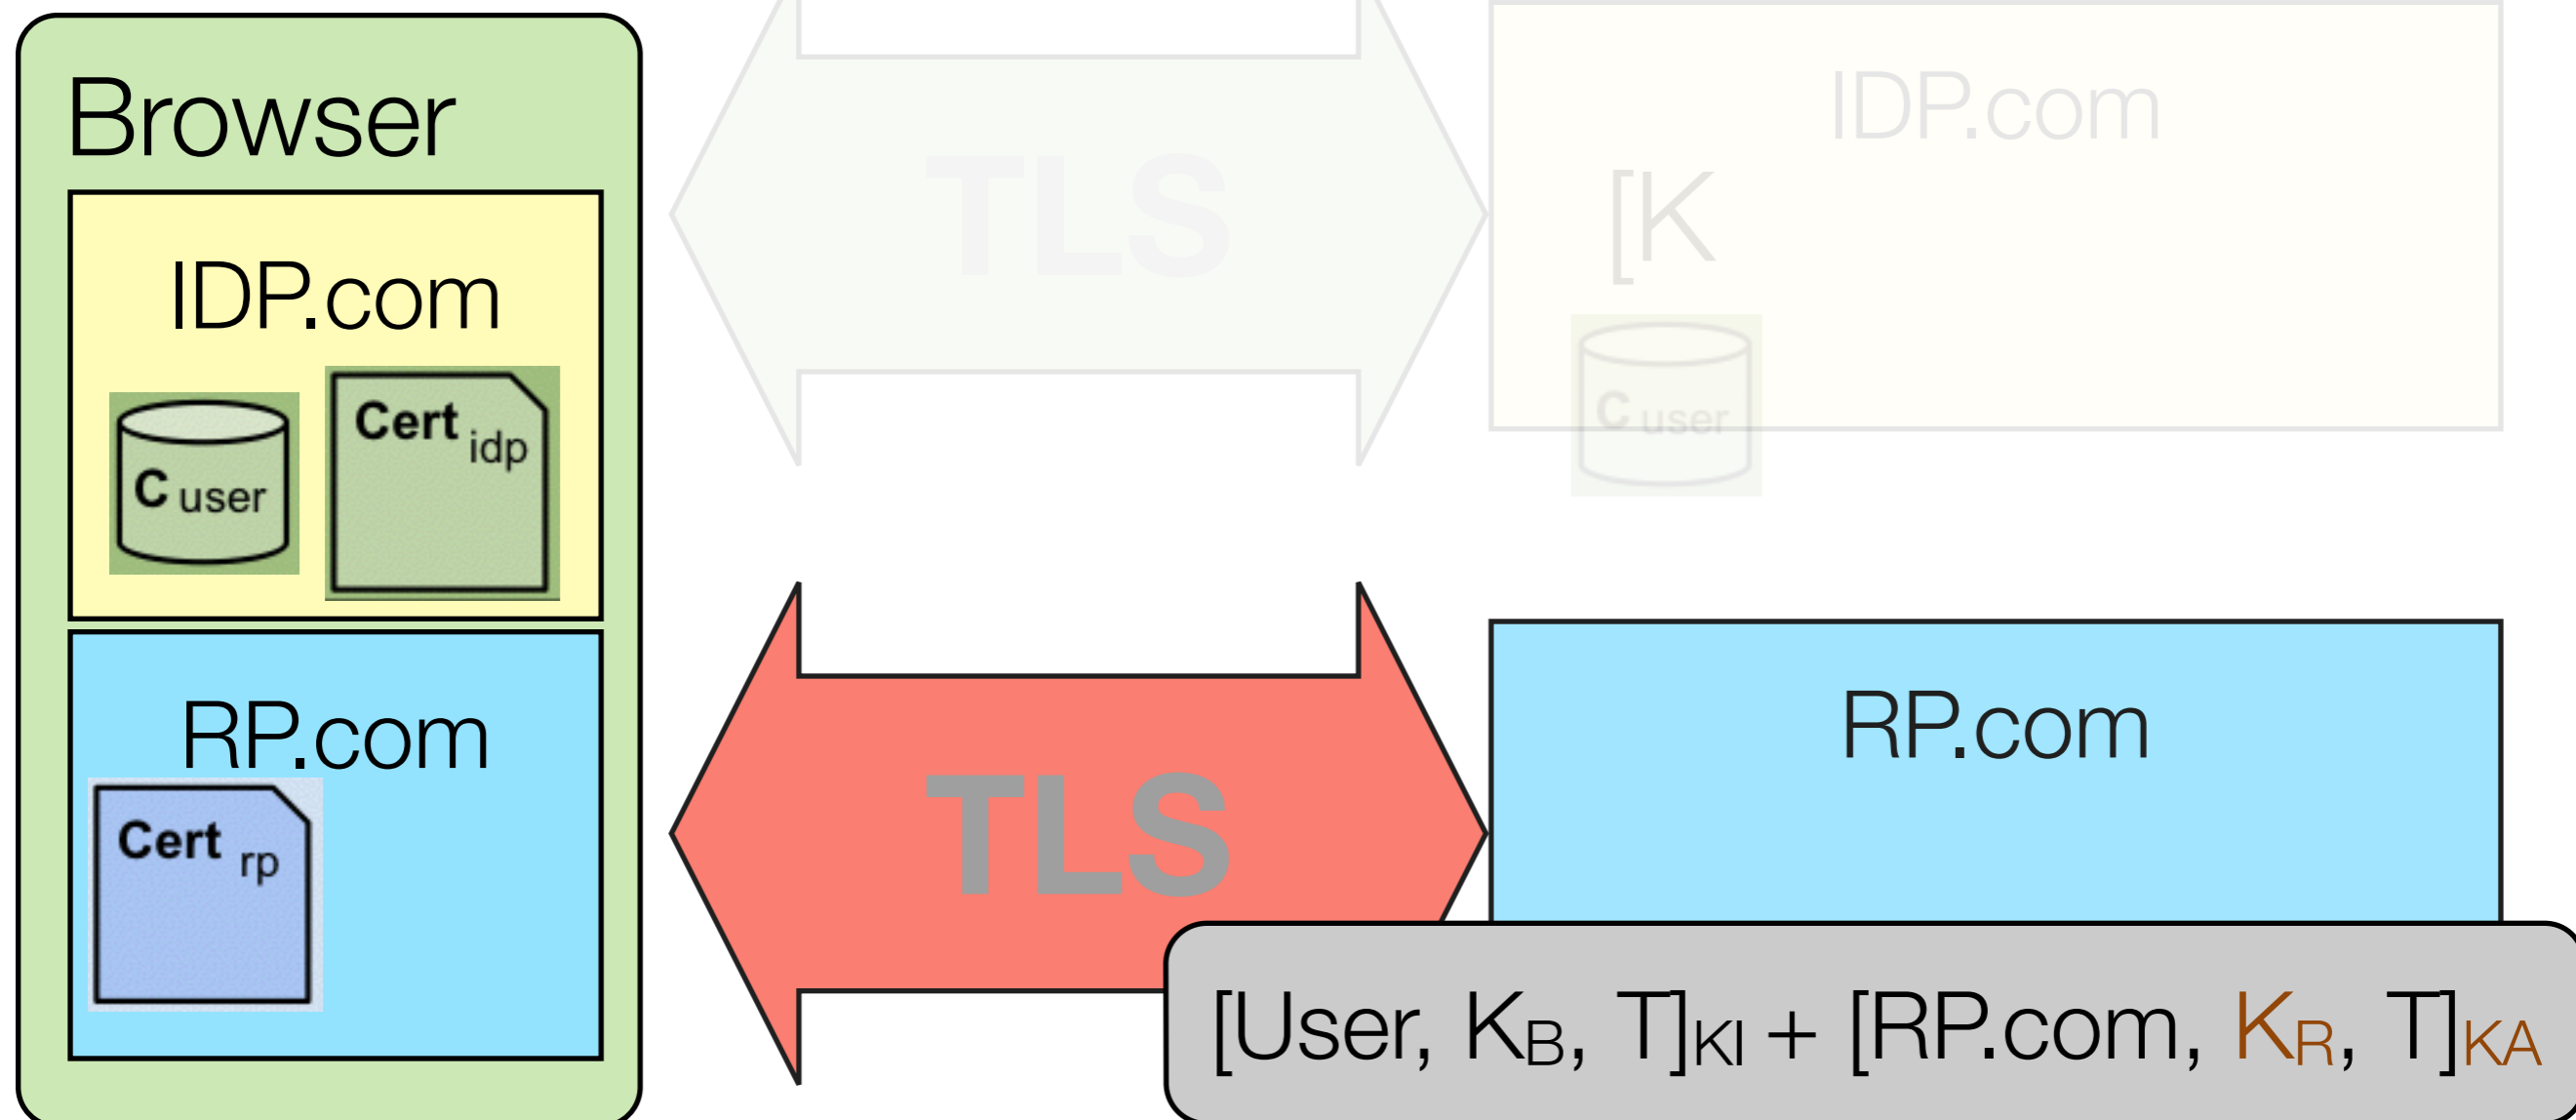 Browser
IDP.com
C user
Cert idp
RP.com
Cert rp
TLS
IDP.com
[K
C user
TLS
RP.com
[User, KB, T]KI + [RP.com, KR, T]KA